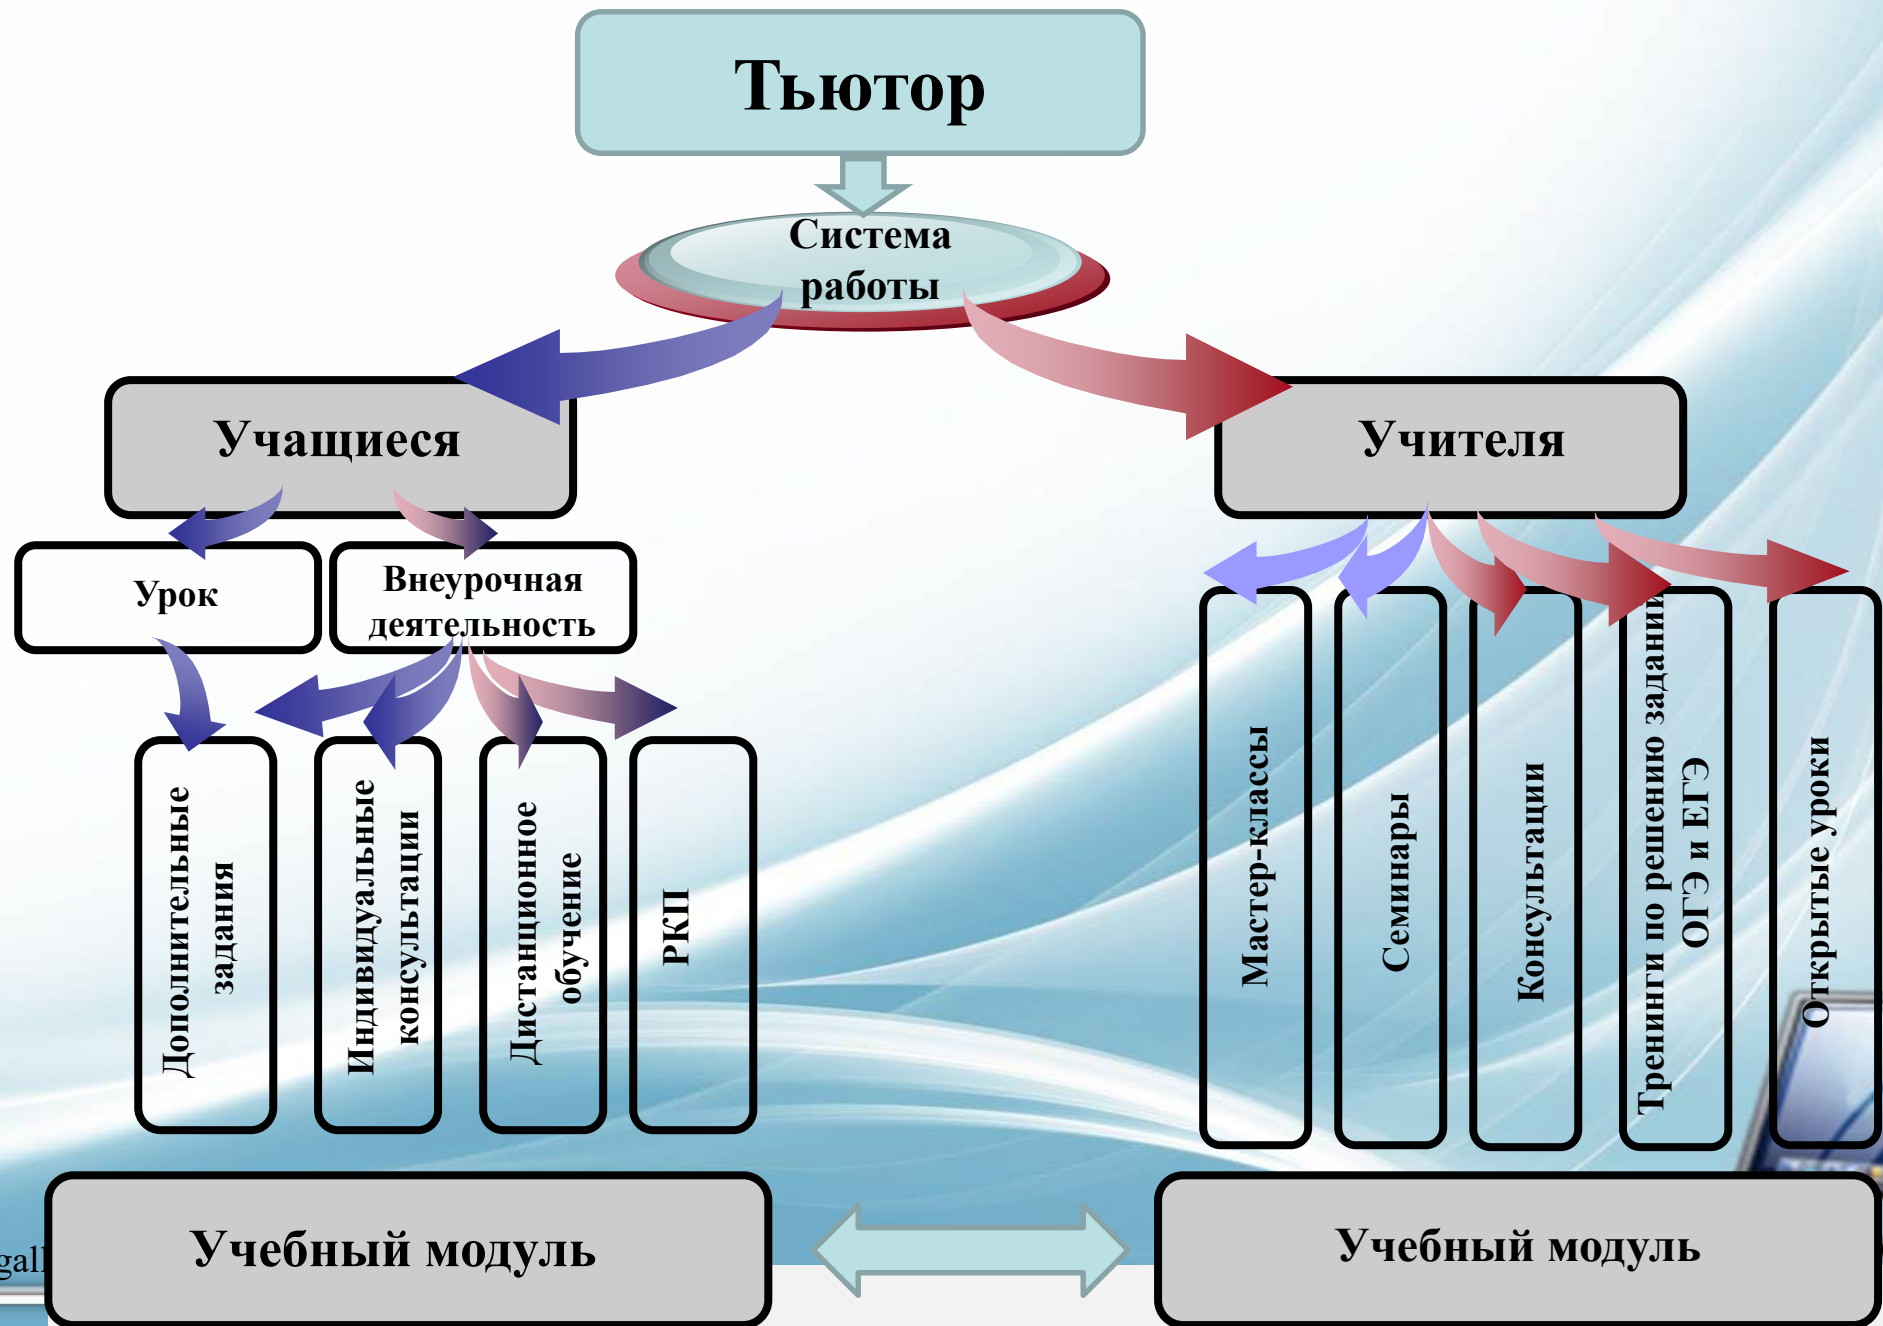 Тьютор
Система
работы
Учащиеся
Учителя
Урок
Внеурочная
деятельность
Дополнительные
задания
Индивидуальные
консультации
Дистанционное
обучение
РКП
Мастер-классы
Семинары
Консультации
Тренинги по решению заданий
ОГЭ и ЕГЭ
Открытые уроки
Учебный модуль
Учебный модуль